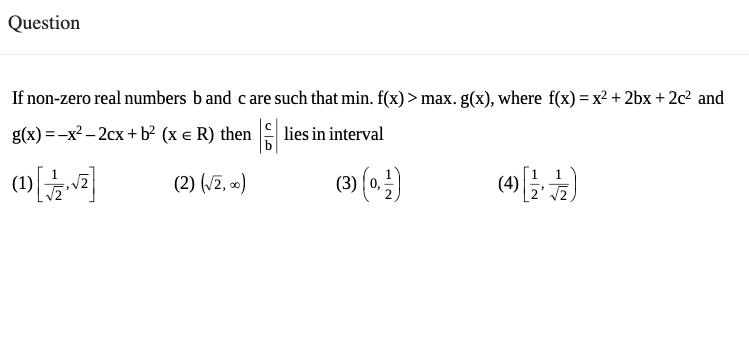 Question
If non-zero real numbers b and c are such that min. f(x) > max. g(x), where f(x) = x² + 2bx + 2c² and
g(x) = –x² – 2cx + b² (x ∈ R) then |c/b| lies in interval
(1) [1/√2, √2] (2) (√2, ∞) (3) (0, 1/2) (4) [1/2, 1/√2)